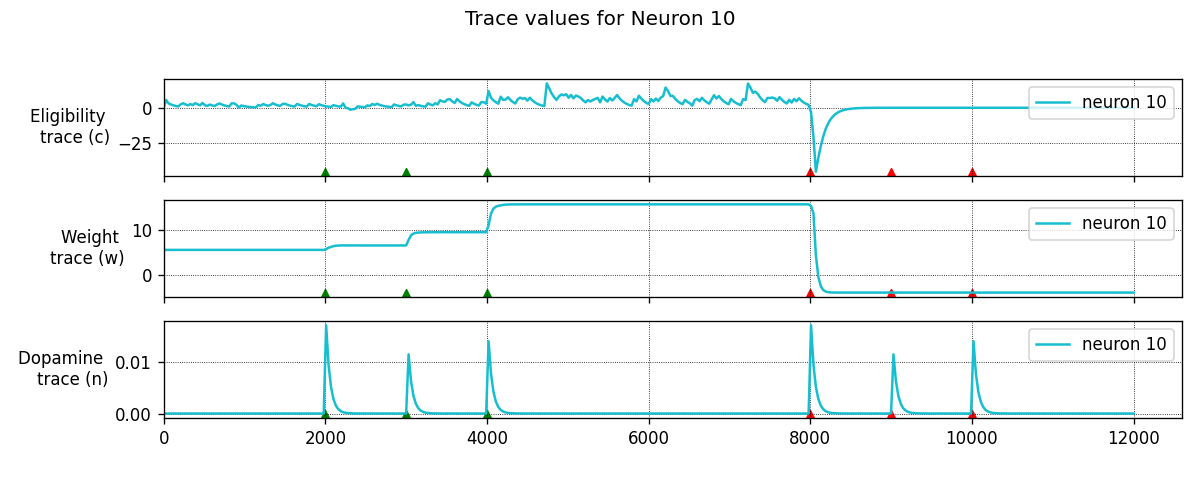 Trace values for Neuron 10
Eligibility
trace (c)
0
−25
neuron 10
Weight
trace (w)
10
0
neuron 10
Dopamine
trace (n)
0.01
0.00
neuron 10
0 2000 4000 6000 8000 10000 12000